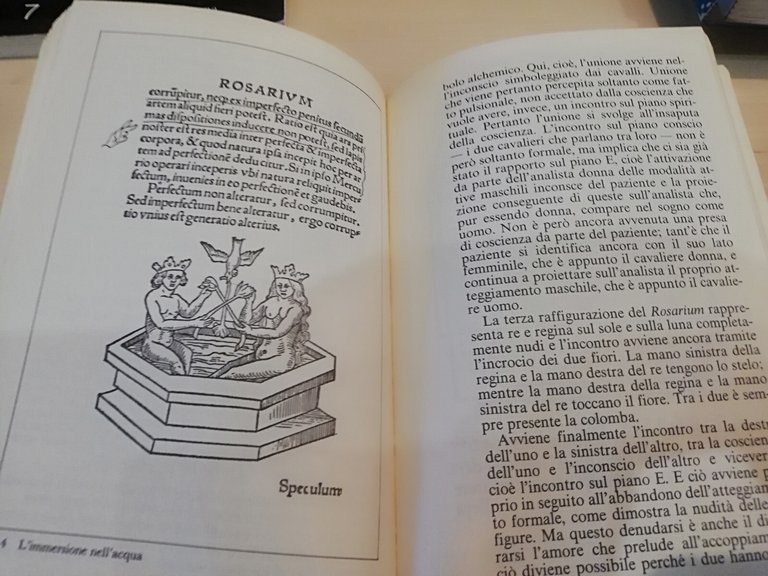 7
ROSARIVM
corrũpitur, neqȝ ex imperfecto penitus secundũ
artem aliquid fieri potest. Ratio est quia ars pri
mas dispositiones inducere non potest, sed lapis
noster est res media inter perfecta & imperfecta
corpora, & quod natura ipsa incepit hoc per ar
tem ad perfectionẽ deducitur. Si in ipso Mercu
rio operari inceperis vbi natura reliquit imper
fectum, inuenies in eo perfectionẽ et gaudebis.
Perfectum non alteratur, sed corrumpitur.
Sed imperfectum bene alteratur, ergo corrup
tio vnius est generatio alterius.
Speculum
4 L'immersione nell'acqua
bolo alchemico. Qui, cioè, l'unione avviene nel-
l'inconscio simboleggiato dai cavalli. Unione
che viene pertanto percepita soltanto come fat-
to pulsionale, non accettato dalla coscienza che
vuole avere, invece, un incontro sul piano spiri-
tuale. Pertanto l'unione si svolge all'insaputa
della coscienza. L'incontro sul piano conscio
— i due cavalieri che parlano tra loro — non è
però soltanto formale, ma implica che ci sia già
stato il rapporto sul piano E, cioè l'attivazione
da parte dell'analista donna delle modalità at-
tive maschili inconsce del paziente e la proie-
zione conseguente di queste sull'analista che,
pur essendo donna, compare nel sogno come
uomo. Non è però ancora avvenuta una presa
di coscienza da parte del paziente; tant'è che il
paziente si identifica ancora con il suo lato
femminile, che è appunto il cavaliere donna, e
continua a proiettare sull'analista il proprio at-
teggiamento maschile, che è appunto il cavalie-
re uomo.
La terza raffigurazione del Rosarium rappre-
senta re e regina sul sole e sulla luna completa-
mente nudi e l'incontro avviene ancora tramite
l'incrocio dei due fiori. La mano sinistra della
regina e la mano destra del re tengono lo stelo;
mentre la mano destra della regina e la mano
sinistra del re toccano il fiore. Tra i due è sem-
pre presente la colomba.
Avviene finalmente l'incontro tra la destr
dell'uno e la sinistra dell'altro, tra la coscien
dell'uno e l'inconscio dell'altro e vicever
cioè l'incontro sul piano E. E ciò avviene p
prio in seguito all'abbandono dell'atteggiam
to formale, come dimostra la nudità delle
figure. Ma questo denudarsi è anche il di
rarsi l'amore che prelude all'accoppiam
ciò diviene possibile perché i due hanno